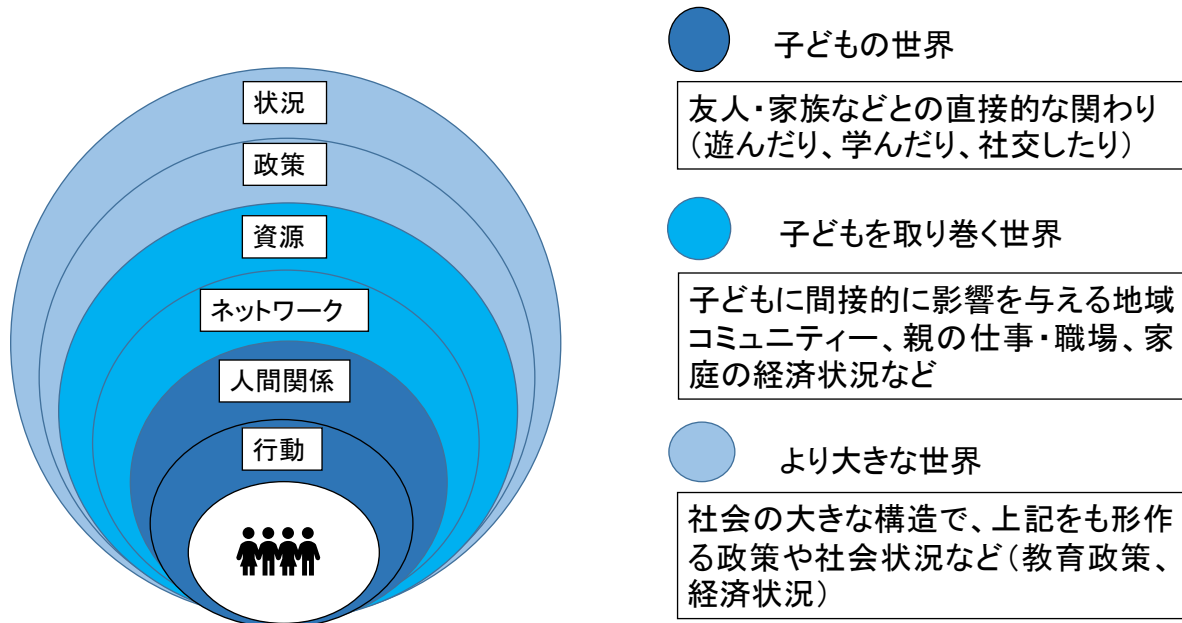 状況
政策
資源
ネットワーク
人間関係
行動
子どもの世界
友人・家族などとの直接的な関わり
(遊んだり、学んだり、社交したり)
子どもを取り巻く世界
子どもに間接的に影響を与える地域
コミュニティー、親の仕事・職場、家
庭の経済状況など
より大きな世界
社会の大きな構造で、上記をも形作
る政策や社会状況など(教育政策、
経済状況)